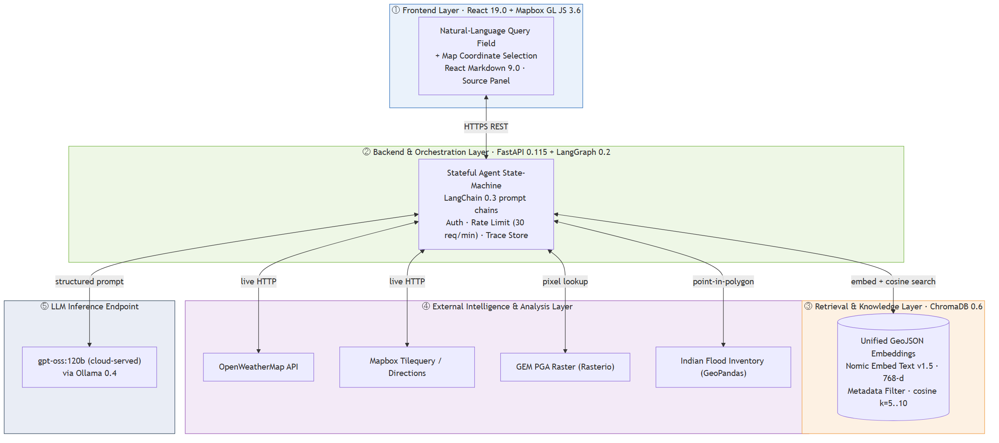 ① Frontend Layer · React 19.0 + Mapbox GL JS 3.6
Natural-Language Query
Field
+ Map Coordinate Selection
React Markdown 9.0 ·
Source Panel
HTTPS REST
② Backend & Orchestration Layer · FastAPI 0.115 + LangGraph 0.2
Stateful Agent State-
Machine
LangChain 0.3 prompt
chains
Auth · Rate Limit (30
req/min) · Trace Store
structured prompt
live HTTP
live HTTP
pixel lookup
point-in-polygon
embed + cosine search
⑤ LLM Inference Endpoint
gpt-oss:120b (cloud-served)
via Ollama 0.4
④ External Intelligence & Analysis Layer
OpenWeatherMap API
Mapbox Tilequery /
Directions
GEM PGA Raster (Rasterio)
Indian Flood Inventory
(GeoPandas)
③ Retrieval & Knowledge Layer · ChromaDB 0.6
Unified GeoJSON
Embeddings
Nomic Embed Text v1.5 ·
768-d
Metadata Filter · cosine
k=5..10